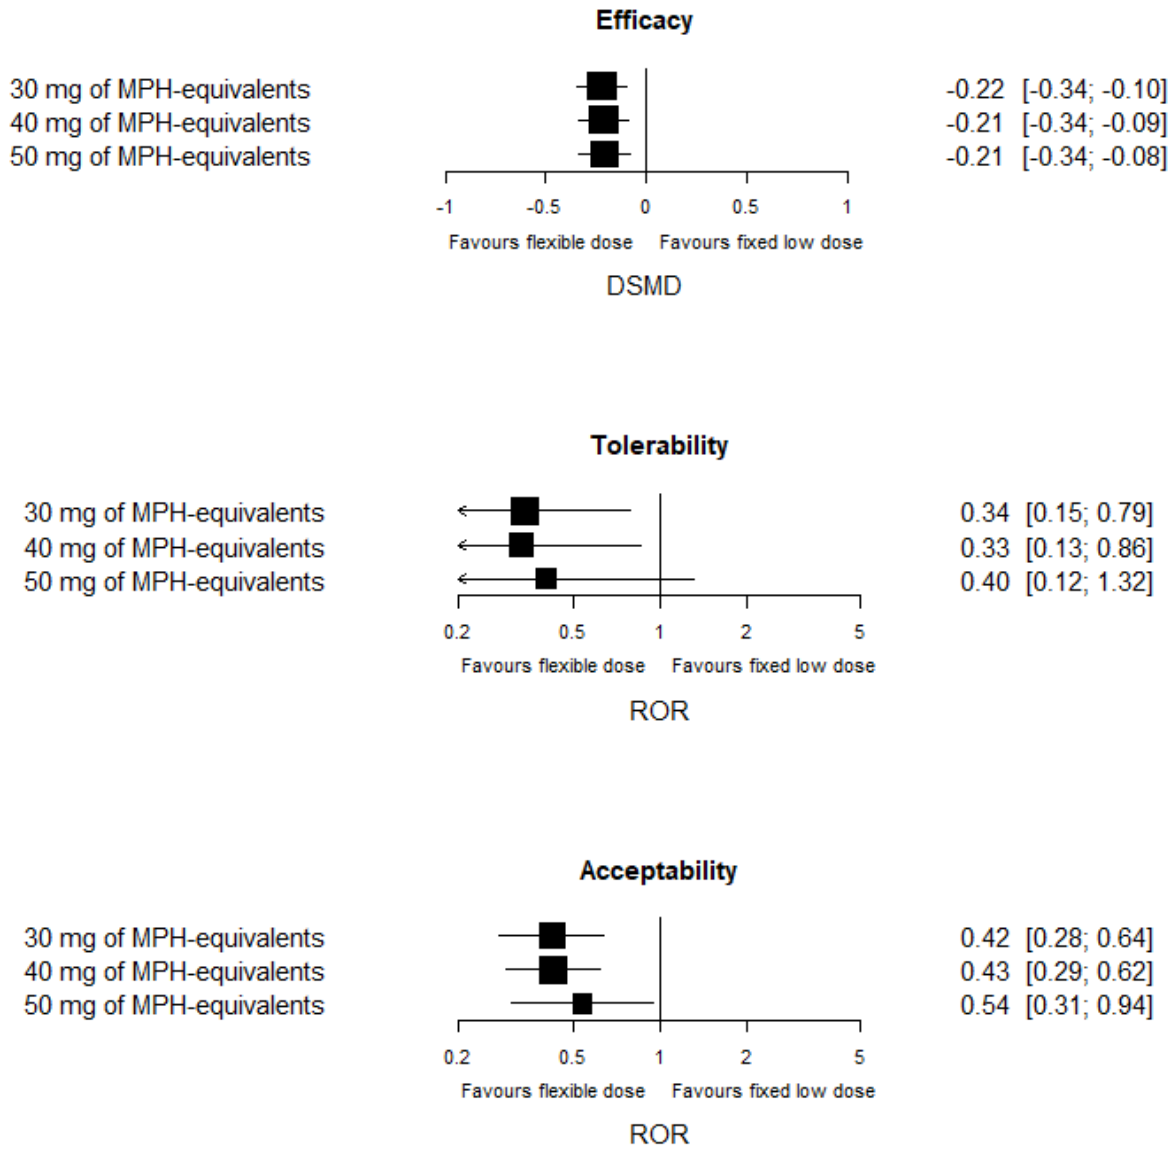 Efficacy
30 mg of MPH-equivalents -0.22 [-0.34; -0.10]
40 mg of MPH-equivalents -0.21 [-0.34; -0.09]
50 mg of MPH-equivalents -0.21 [-0.34; -0.08]
-1 -0.5 0 0.5 1
Favours flexible dose Favours fixed low dose
DSMD
Tolerability
30 mg of MPH-equivalents 0.34 [0.15; 0.79]
40 mg of MPH-equivalents 0.33 [0.13; 0.86]
50 mg of MPH-equivalents 0.40 [0.12; 1.32]
0.2 0.5 1 2 5
Favours flexible dose Favours fixed low dose
ROR
Acceptability
30 mg of MPH-equivalents 0.42 [0.28; 0.64]
40 mg of MPH-equivalents 0.43 [0.29; 0.62]
50 mg of MPH-equivalents 0.54 [0.31; 0.94]
0.2 0.5 1 2 5
Favours flexible dose Favours fixed low dose
ROR